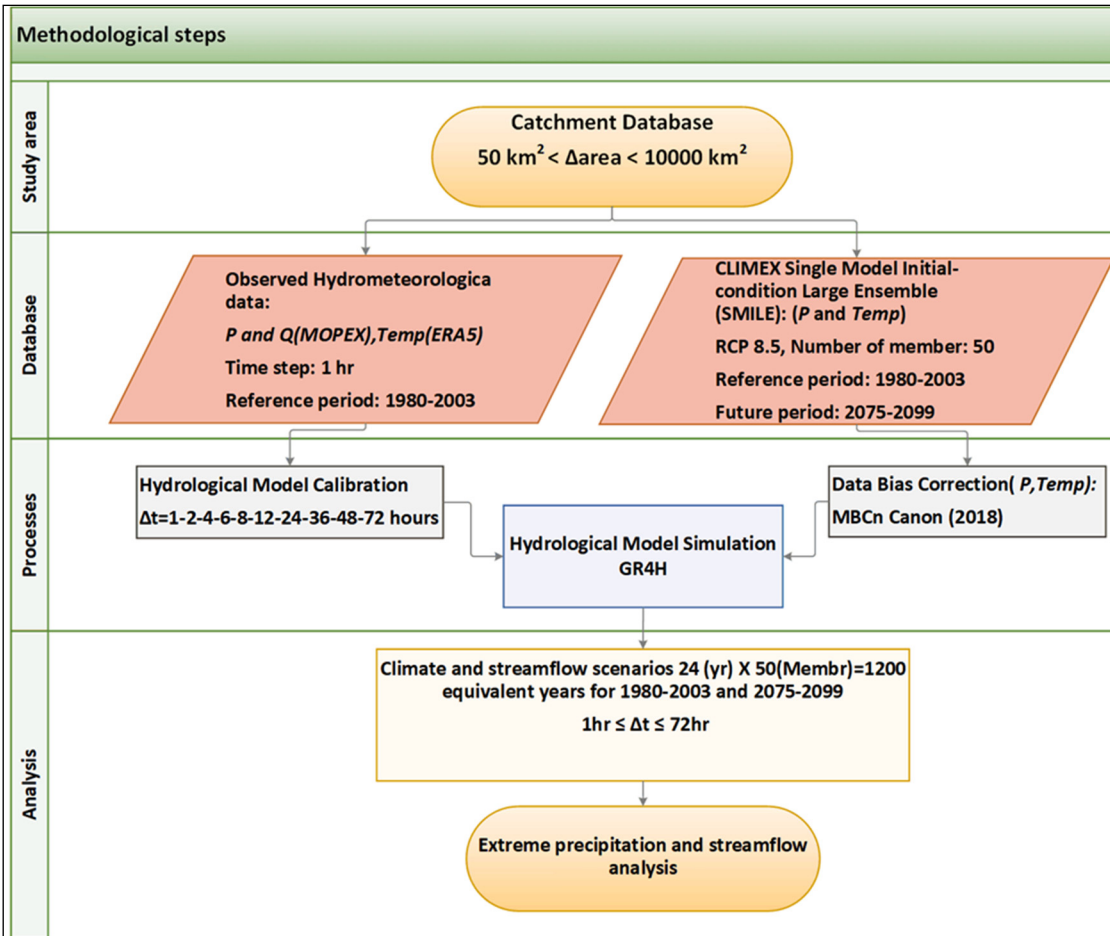 Methodological steps
Study area
Catchment Database
50 km² < Δarea < 10000 km²
Database
Observed Hydrometeorologica
data:
P and Q(MOPEX),Temp(ERA5)
Time step: 1 hr
Reference period: 1980-2003
CLIMEX Single Model Initial-
condition Large Ensemble
(SMILE): (P and Temp)
RCP 8.5, Number of member: 50
Reference period: 1980-2003
Future period: 2075-2099
Processes
Hydrological Model Calibration
Δt=1-2-4-6-8-12-24-36-48-72 hours
Hydrological Model Simulation
GR4H
Data Bias Correction( P,Temp):
MBCn Canon (2018)
Analysis
Climate and streamflow scenarios 24 (yr) X 50(Membr)=1200
equivalent years for 1980-2003 and 2075-2099
1hr ≤ Δt ≤ 72hr
Extreme precipitation and streamflow
analysis